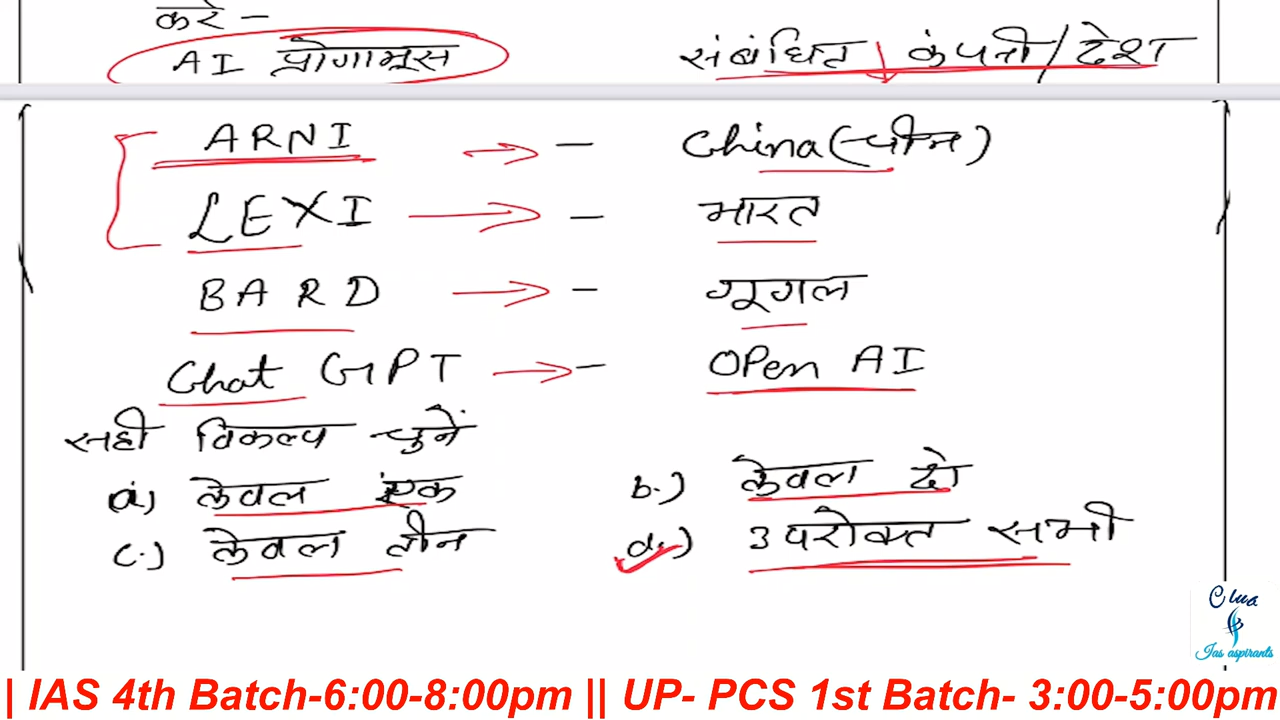 करे -
AI प्रोगामूस संबंधित कंपनी/देश
ARNI → - China (चीन)
LEXI → - भारत
BARD → - गूगल
Chat GPT → - OPen AI
सही विकल्प चुनें
a.) केवल एक b.) केवल दो
c.) केवल तीन d.) उपरोक्त सभी
Clua
Ias aspirants
| IAS 4th Batch-6:00-8:00pm || UP- PCS 1st Batch- 3:00-5:00pm